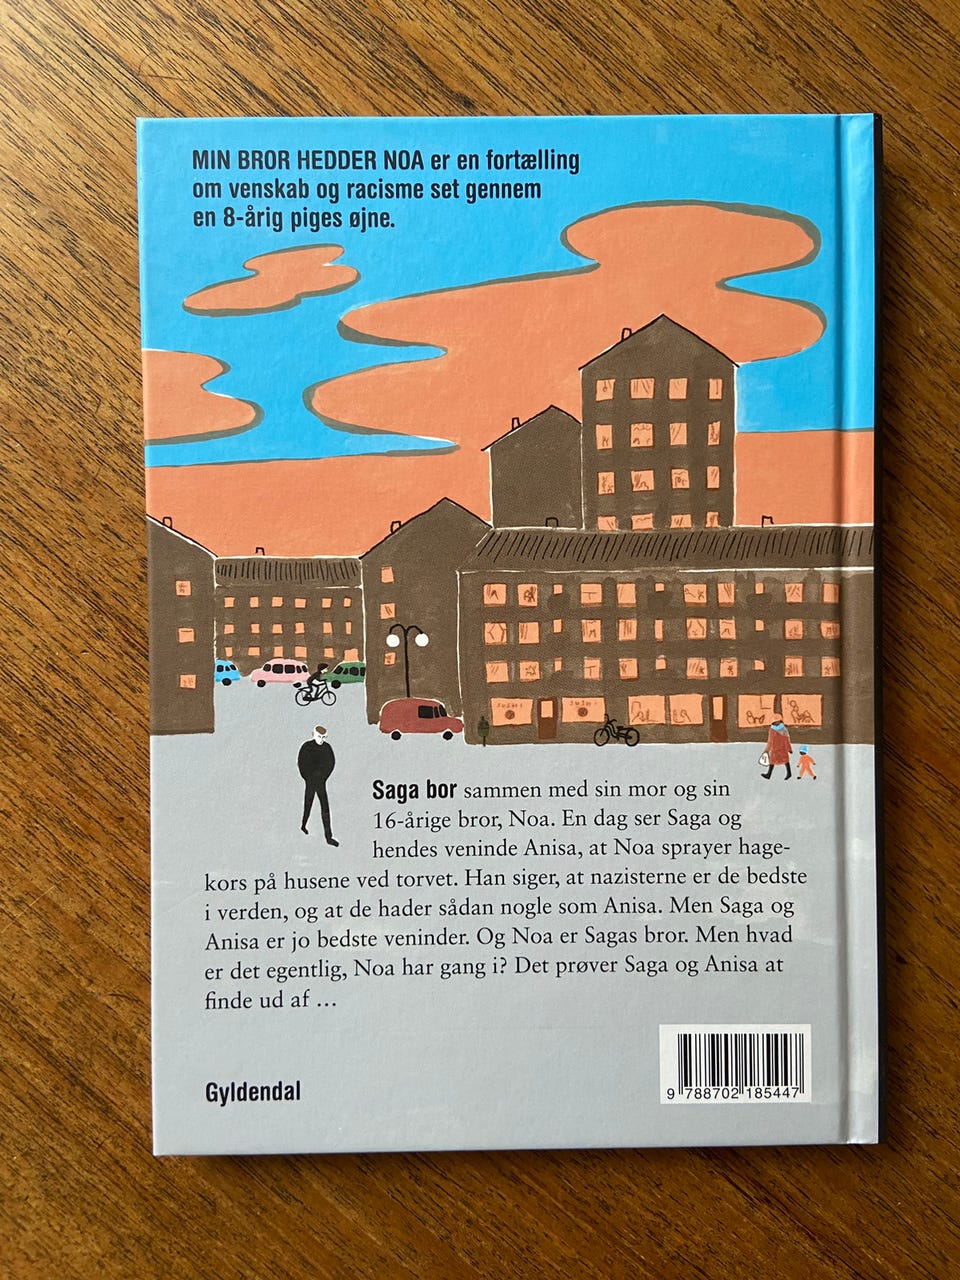 MIN BROR HEDDER NOA er en fortælling
om venskab og racisme set gennem
en 8-årig piges øjne.
SUSHI
SUSHI
Saga bor sammen med sin mor og sin
16-årige bror, Noa. En dag ser Saga og
hendes veninde Anisa, at Noa sprayer hage-
kors på husene ved torvet. Han siger, at nazisterne er de bedste
i verden, og at de hader sådan nogle som Anisa. Men Saga og
Anisa er jo bedste veninder. Og Noa er Sagas bror. Men hvad
er det egentlig, Noa har gang i? Det prøver Saga og Anisa at
finde ud af …
Gyldendal
9 788702 185447